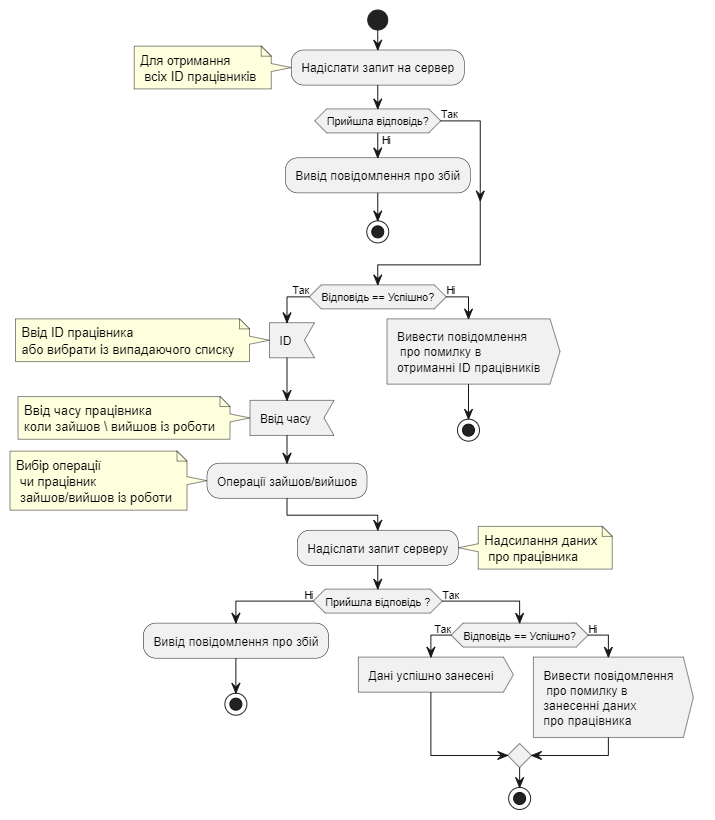 Для отримання
всіх ID працівників
Надіслати запит на сервер
Прийшла відповідь?
Так
Ні
Вивід повідомлення про збій
Так
Відповідь == Успішно?
Ні
Ввід ID працівника
або вибрати із випадаючого списку
ID
Вивести повідомлення
про помилку в
отриманні ID працівників
Ввід часу працівника
коли зайшов \ вийшов із роботи
Ввід часу
Вибір операції
чи працівник
зайшов/вийшов із роботи
Операції зайшов/вийшов
Надіслати запит серверу
Надсилання даних
про працівника
Ні
Прийшла відповідь ?
Так
Вивід повідомлення про збій
Так
Відповідь == Успішно?
Ні
Дані успішно занесені
Вивести повідомлення
про помилку в
занесенні даних
про працівника